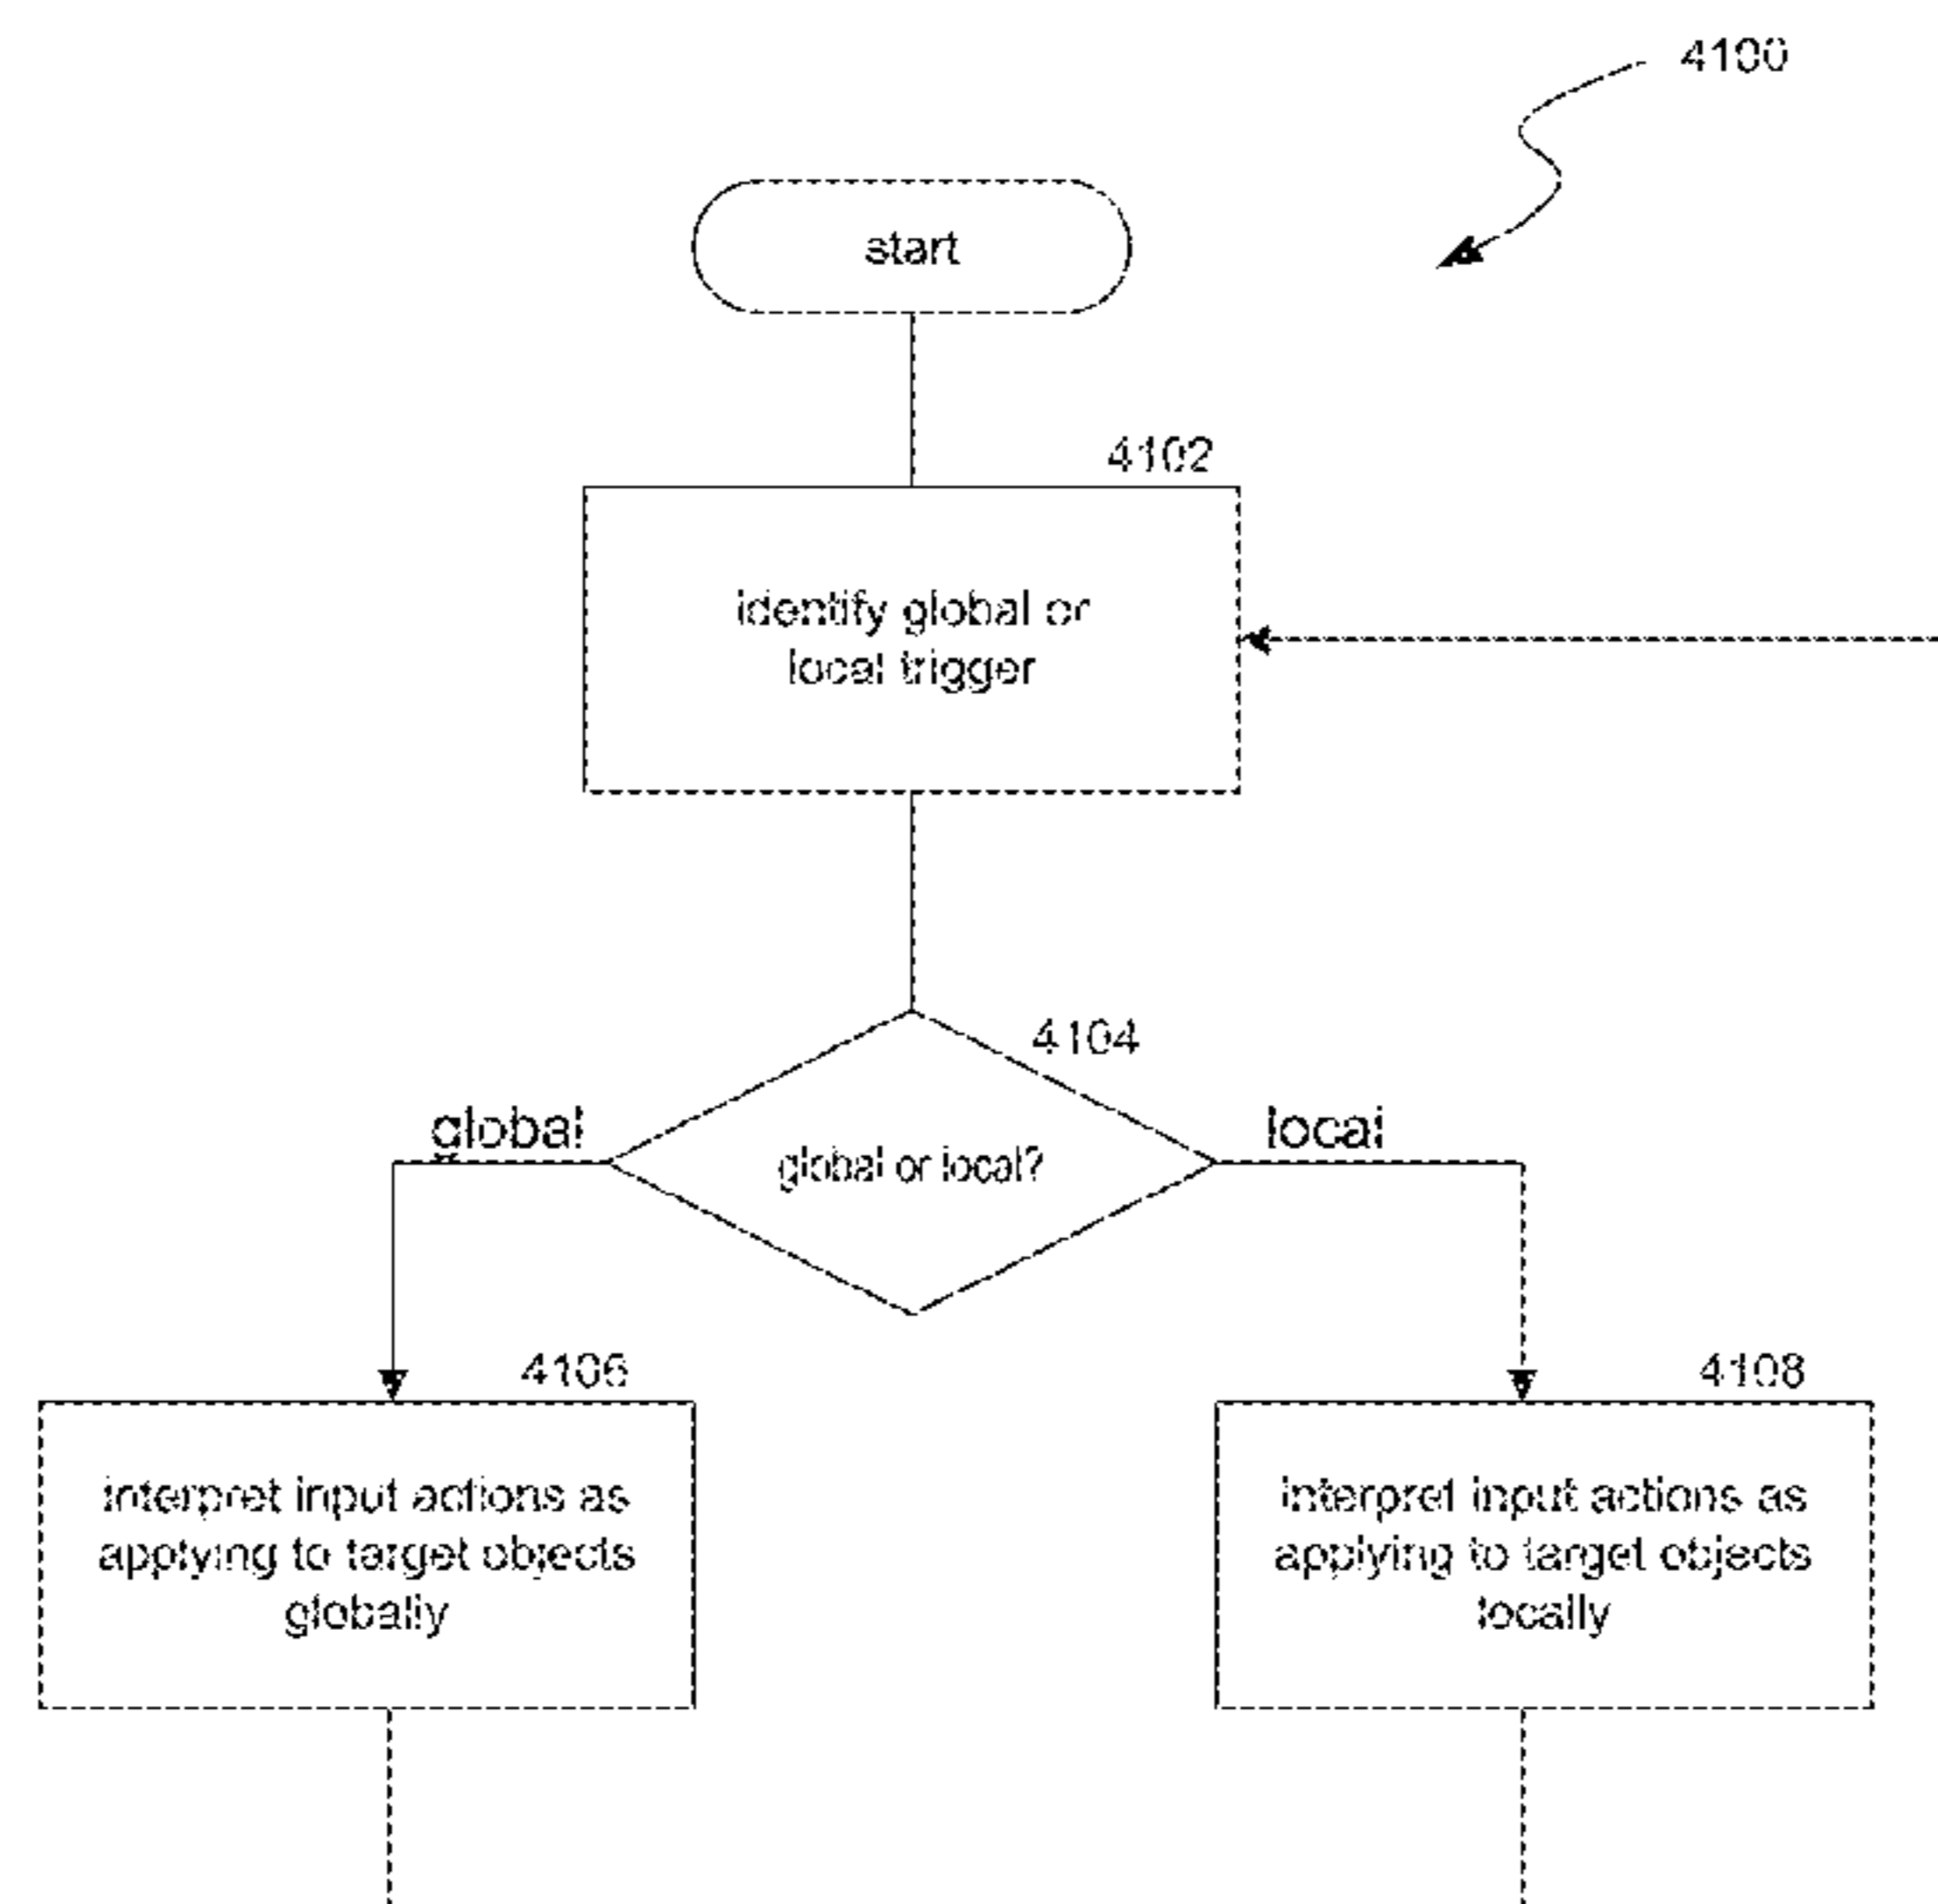 4100
start
4102
identify global or
local trigger
4104
global
global or local?
local
4106
4108
interpret input actions as
applying to target objects
globally
interpret input actions as
applying to target objects
locally